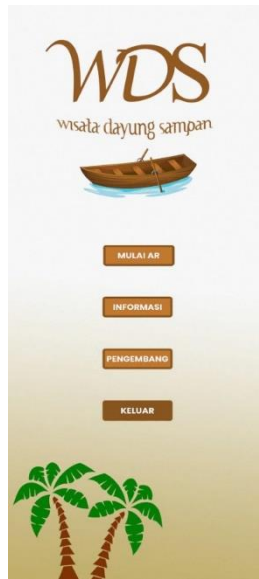 WDS
wisata dayung sampan
MULAI AR
INFORMASI
PENGEMBANG
KELUAR